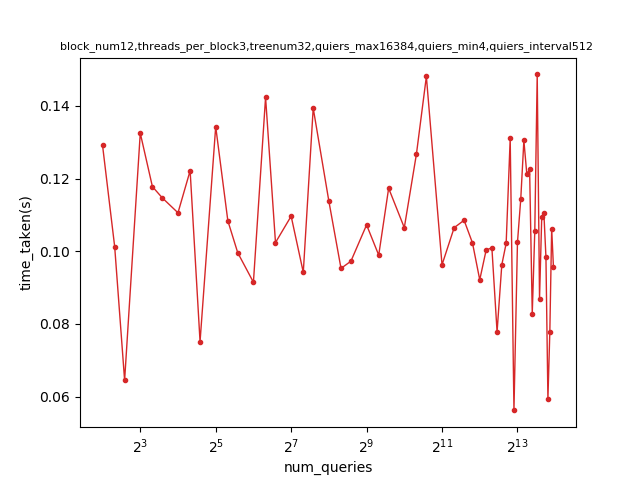 block_num12,threads_per_block3,treenum32,quiers_max16384,quiers_min4,quiers_interval512
0.14
0.12
0.10
0.08
0.06
time_taken(s)
2^3 2^5 2^7 2^9 2^11 2^13
num_queries